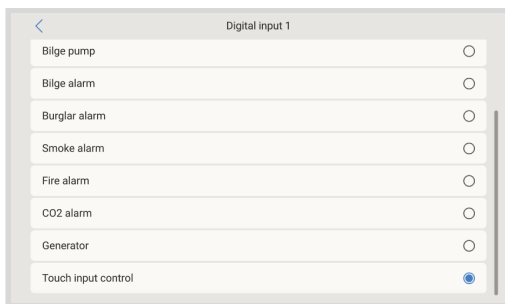 Digital input 1
Bilge pump
Bilge alarm
Burglar alarm
Smoke alarm
Fire alarm
CO2 alarm
Generator
Touch input control